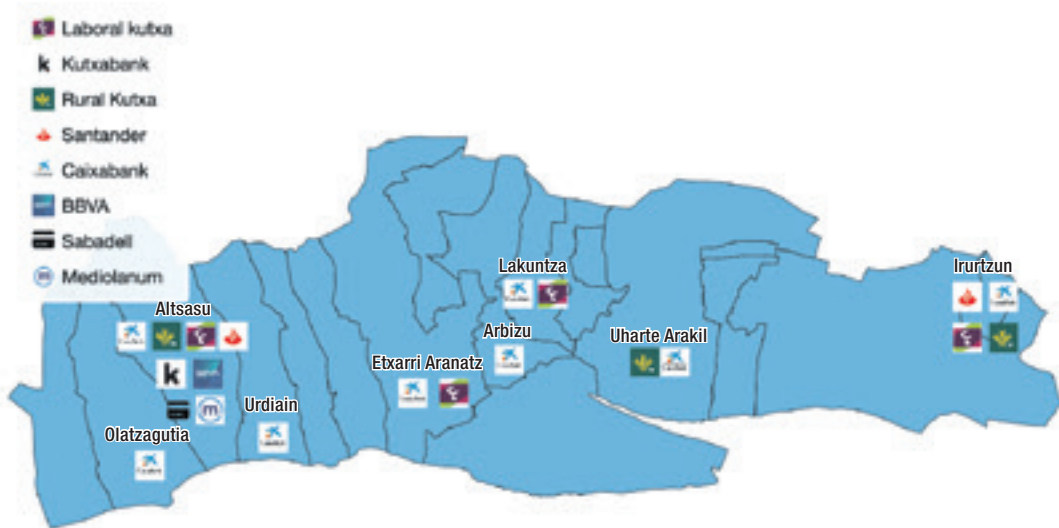 Laboral kutxa
Kutxabank
Rural Kutxa
Santander
Caixabank
BBVA
Sabadell
Mediolanum
Altsasu
Olatzagutia
Urdiain
Etxarri Aranatz
Arbizu
Lakuntza
Uharte Arakil
Irurtzun
k
m